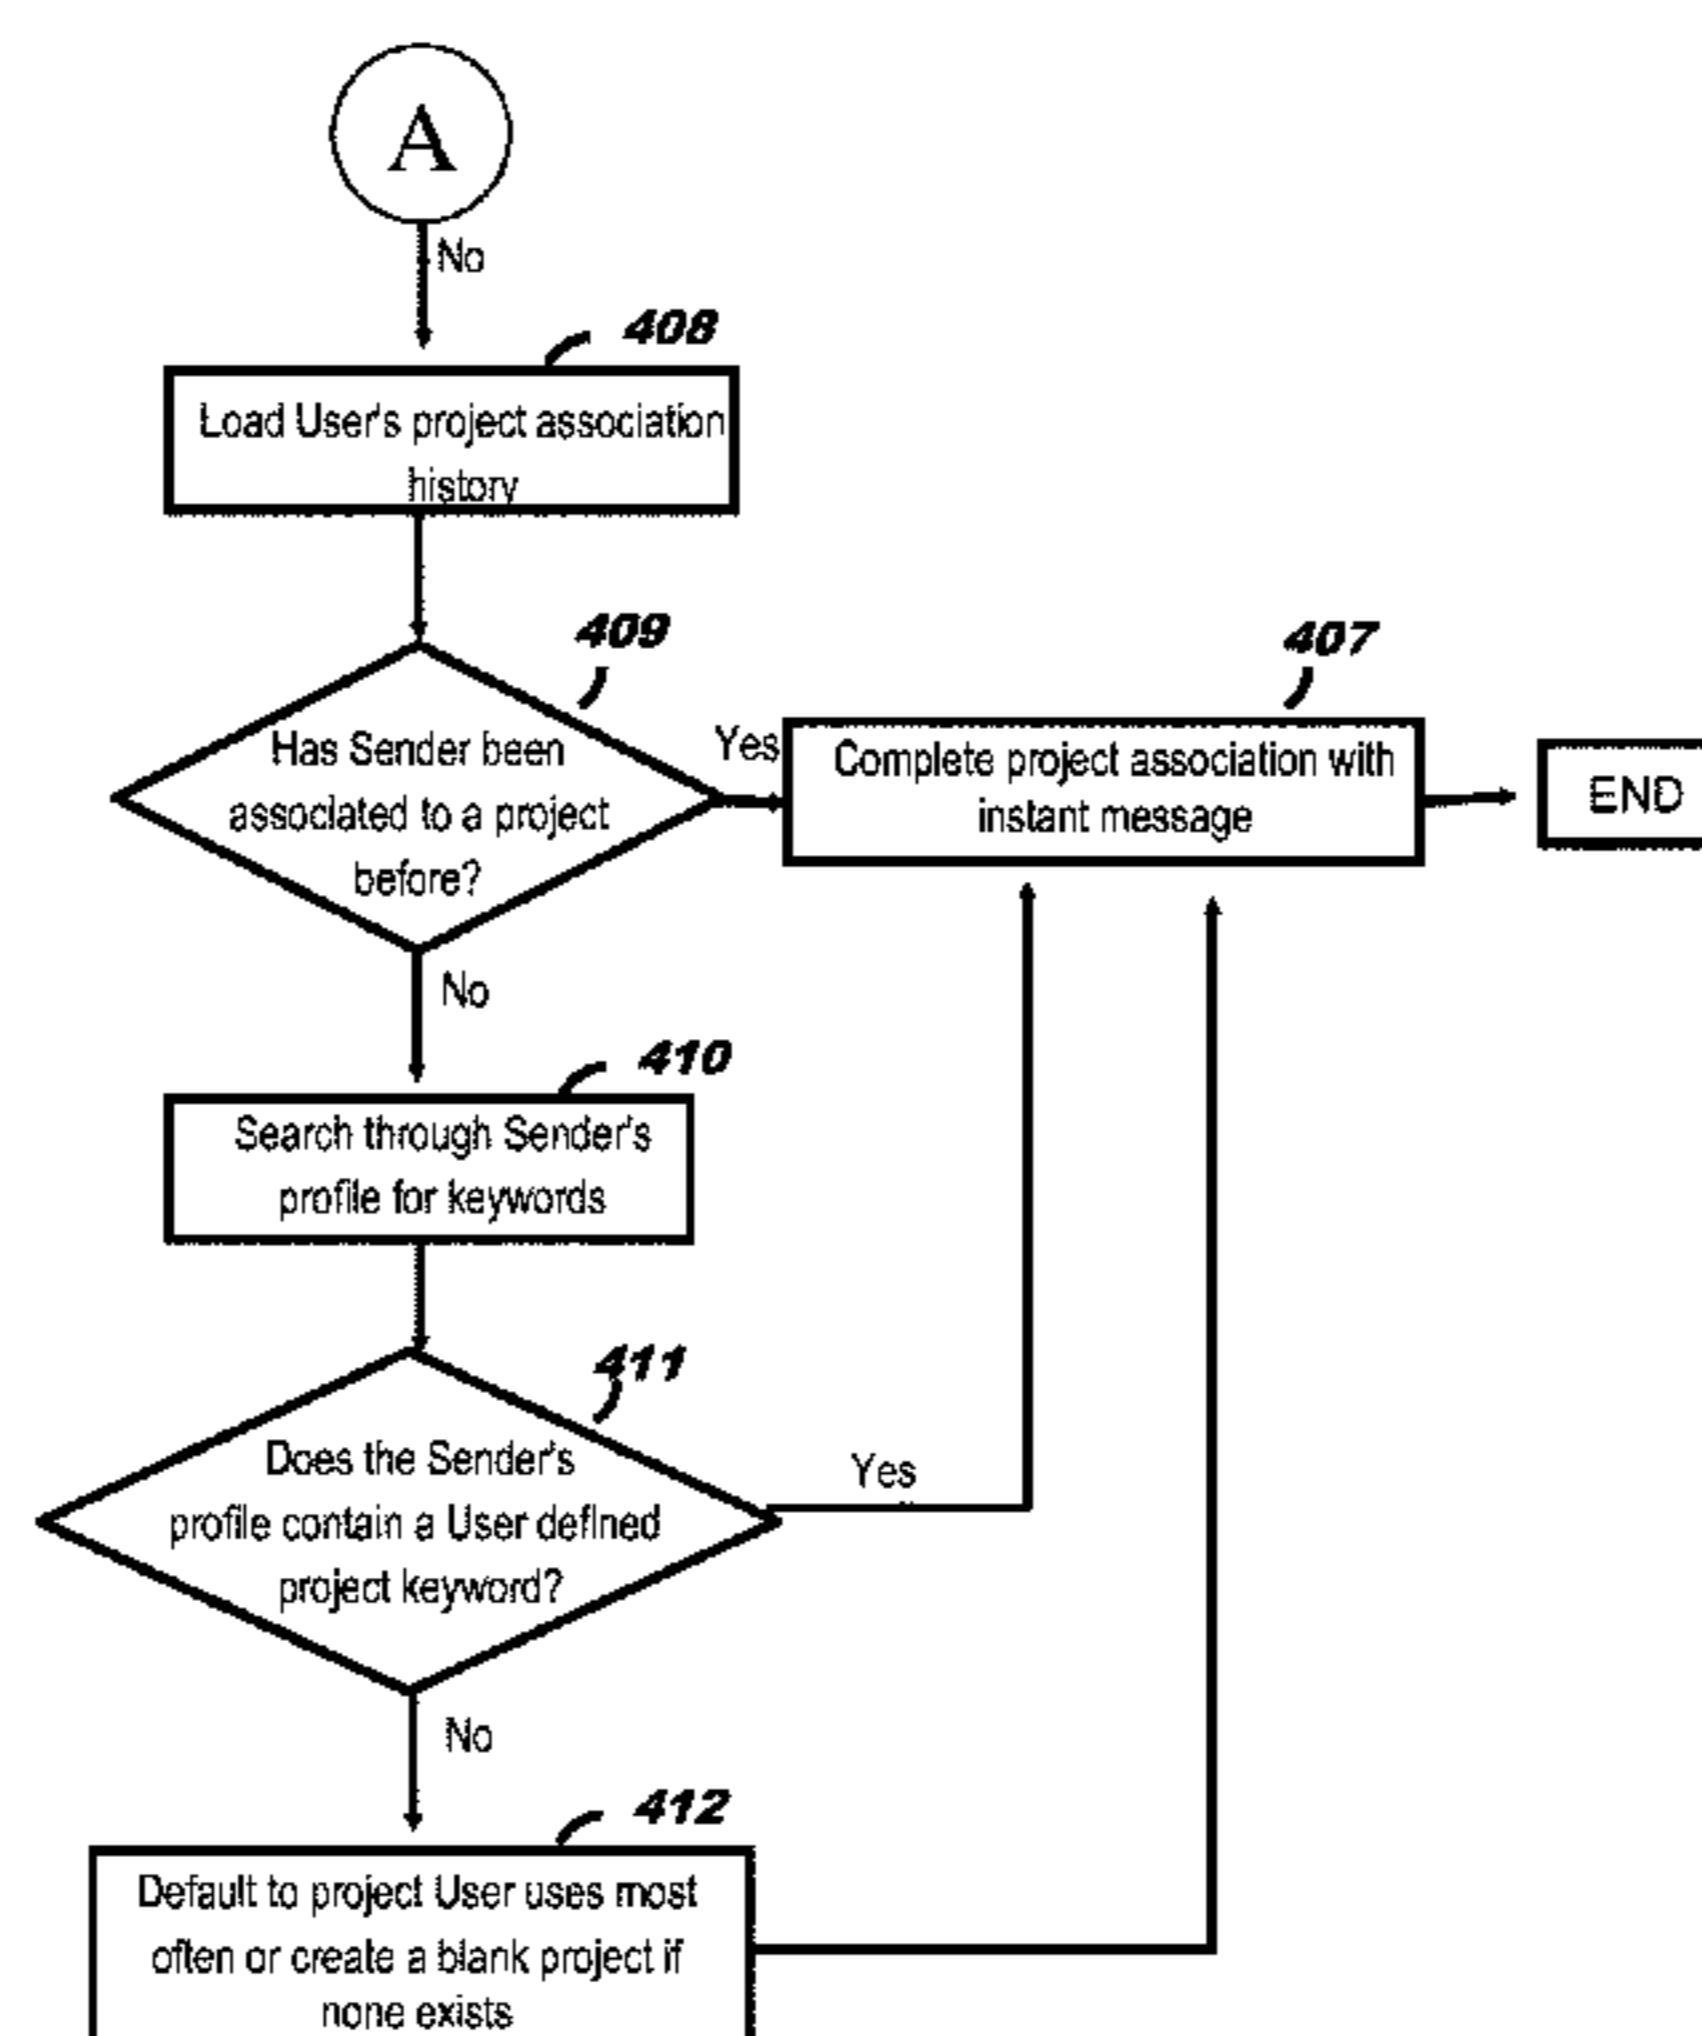 A
No
408
Load User's project association
history
409
Has Sender been
associated to a project
before?
Yes
407
Complete project association with
instant message
END
No
410
Search through Sender's
profile for keywords
411
Does the Sender's
profile contain a User defined
project keyword?
Yes
No
412
Default to project User uses most
often or create a blank project if
none exists